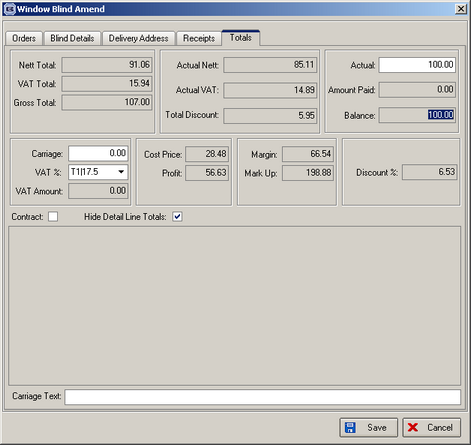 Window Blind Amend
Orders Blind Details Delivery Address Receipts Totals
Nett Total: 91.06 Actual Nett: 85.11 Actual: 100.00
VAT Total: 15.94 Actual VAT: 14.89 Amount Paid: 0.00
Gross Total: 107.00 Total Discount: 5.95 Balance: 100.00
Carriage: 0.00 Cost Price: 28.48 Margin: 66.54
VAT %: T1|17.5 Profit: 56.63 Mark Up: 198.88 Discount %: 6.53
VAT Amount: 0.00
Contract: Hide Detail Line Totals:
Carriage Text:
Save Cancel